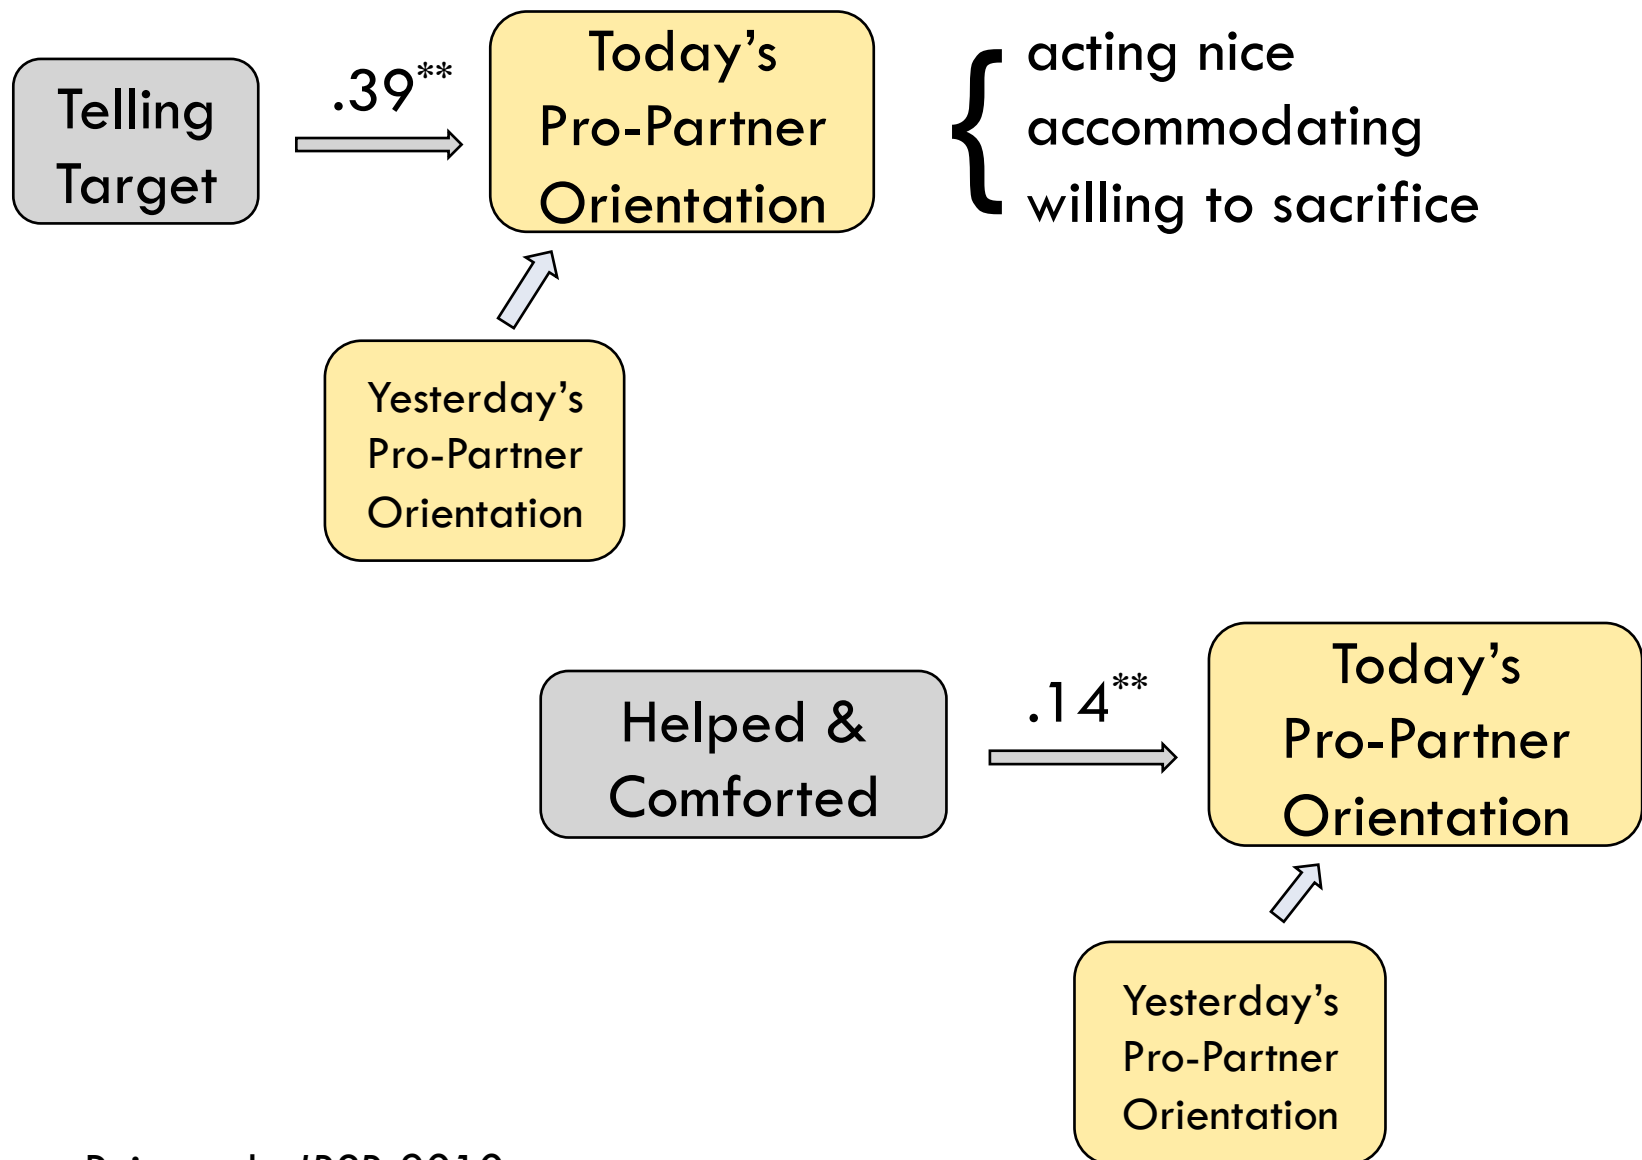 Telling
Target
.39**
Today's
Pro-Partner
Orientation
{ acting nice
accommodating
willing to sacrifice
Yesterday's
Pro-Partner
Orientation
Helped &
Comforted
.14**
Today's
Pro-Partner
Orientation
Yesterday's
Pro-Partner
Orientation